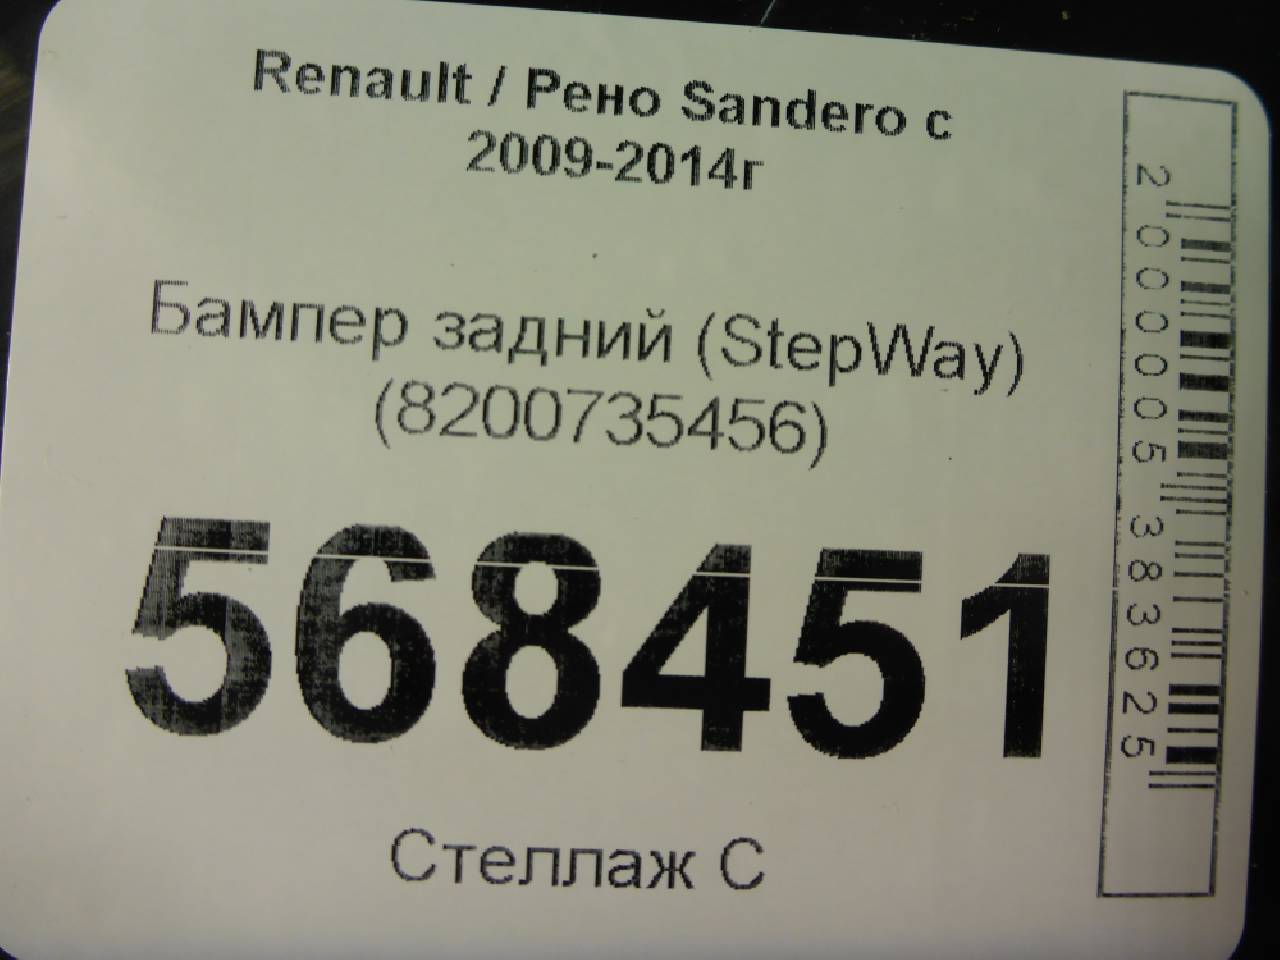 Renault / Рено Sandero с
2009-2014г
Бампер задний (StepWay)
(8200735456)
568451
Стеллаж С
2000005383625